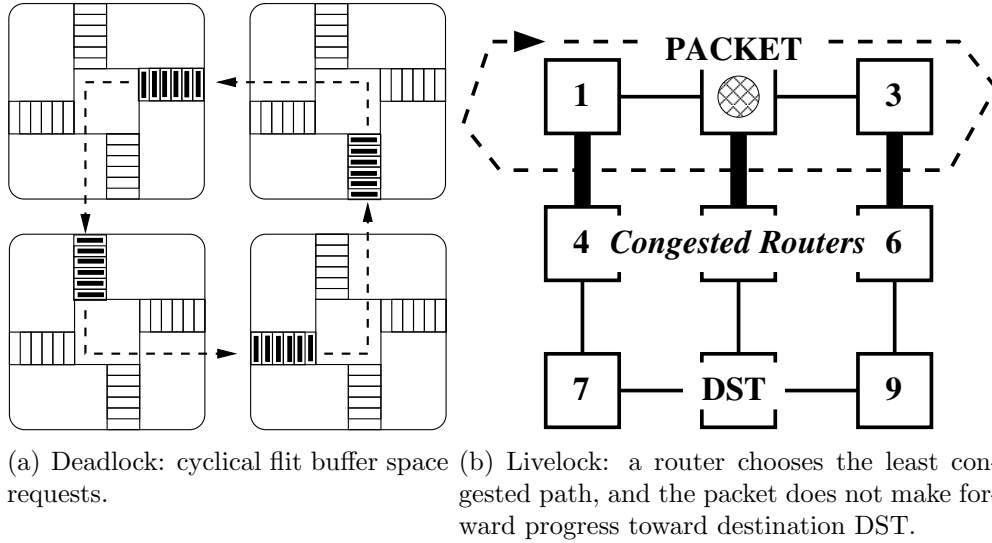 PACKET
1
3
4
Congested Routers
6
7
DST
9
(a) Deadlock: cyclical flit buffer space
requests.
(b) Livelock: a router chooses the least con-
gested path, and the packet does not make for-
ward progress toward destination DST.